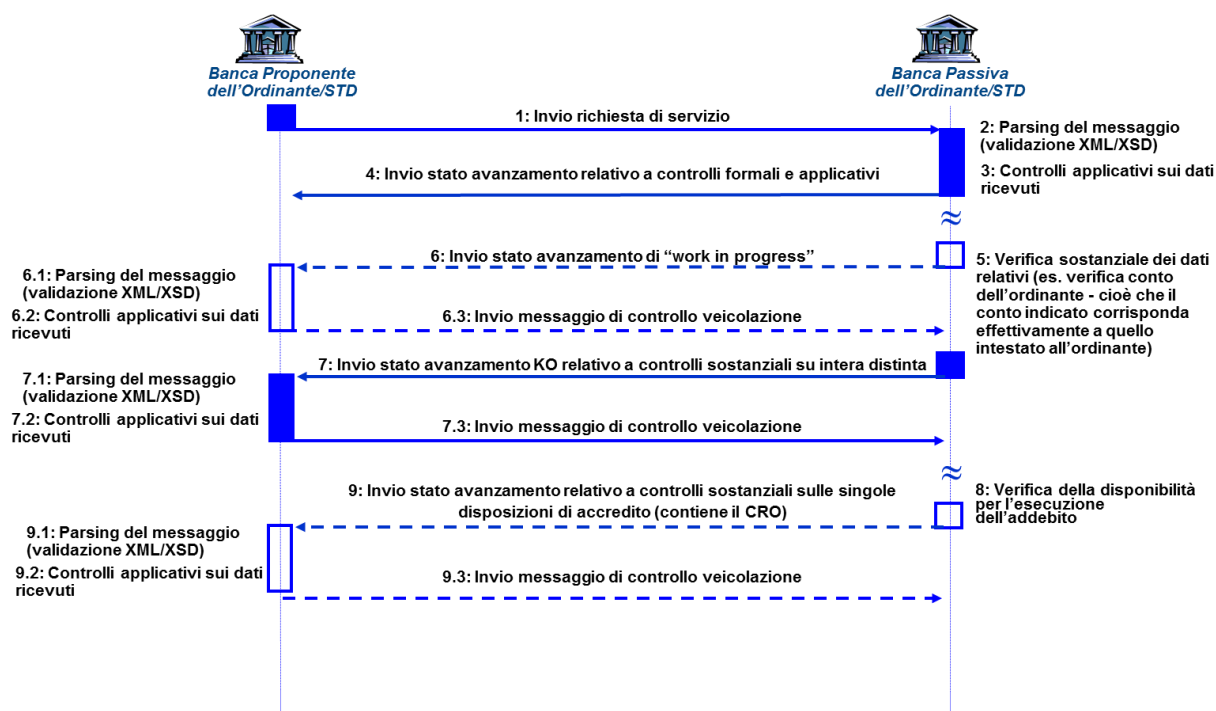 Banca Proponente
dell'Ordinante/STD
Banca Passiva
dell'Ordinante/STD
1: Invio richiesta di servizio
2: Parsing del messaggio
(validazione XML/XSD)
3: Controlli applicativi sui dati
ricevuti
4: Invio stato avanzamento relativo a controlli formali e applicativi
≈
5: Verifica sostanziale dei dati
relativi (es. verifica conto
dell'ordinante - cioè che il
conto indicato corrisponda
effettivamente a quello
intestato all'ordinante)
6: Invio stato avanzamento di “work in progress”
6.1: Parsing del messaggio
(validazione XML/XSD)
6.2: Controlli applicativi sui dati
ricevuti
6.3: Invio messaggio di controllo veicolazione
7: Invio stato avanzamento KO relativo a controlli sostanziali su intera distinta
7.1: Parsing del messaggio
(validazione XML/XSD)
7.2: Controlli applicativi sui dati
ricevuti
7.3: Invio messaggio di controllo veicolazione
≈
8: Verifica della disponibilità
per l'esecuzione
dell'addebito
9: Invio stato avanzamento relativo a controlli sostanziali sulle singole
disposizioni di accredito (contiene il CRO)
9.1: Parsing del messaggio
(validazione XML/XSD)
9.2: Controlli applicativi sui dati
ricevuti
9.3: Invio messaggio di controllo veicolazione